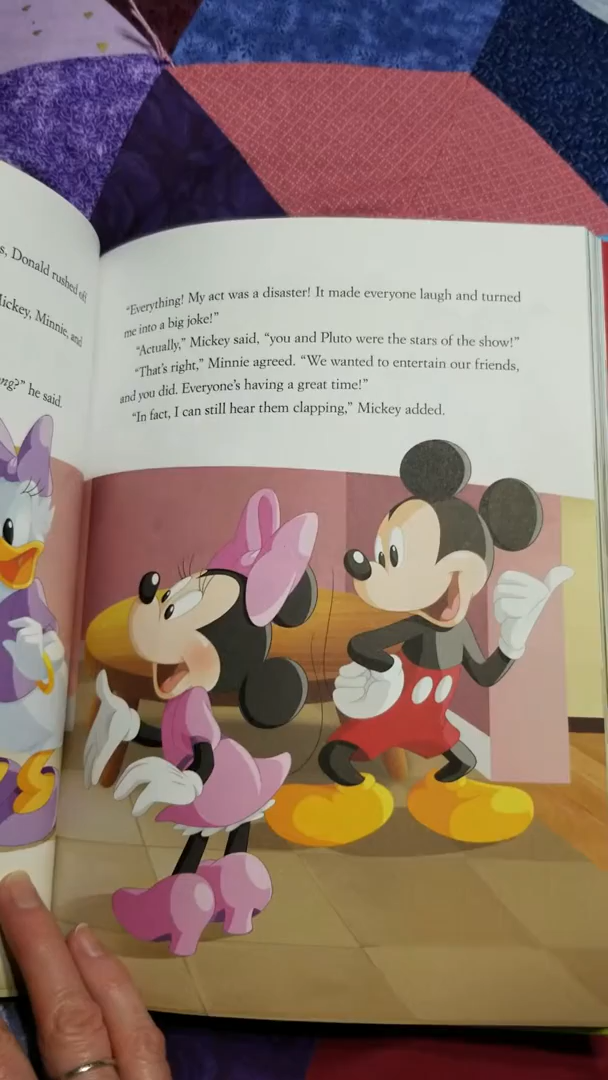 s, Donald rushed off
Mickey, Minnie, and
ng?” he said.
“Everything! My act was a disaster! It made everyone laugh and turned
me into a big joke!”
“Actually,” Mickey said, “you and Pluto were the stars of the show!”
“That’s right,” Minnie agreed. “We wanted to entertain our friends,
and you did. Everyone’s having a great time!”
“In fact, I can still hear them clapping,” Mickey added.